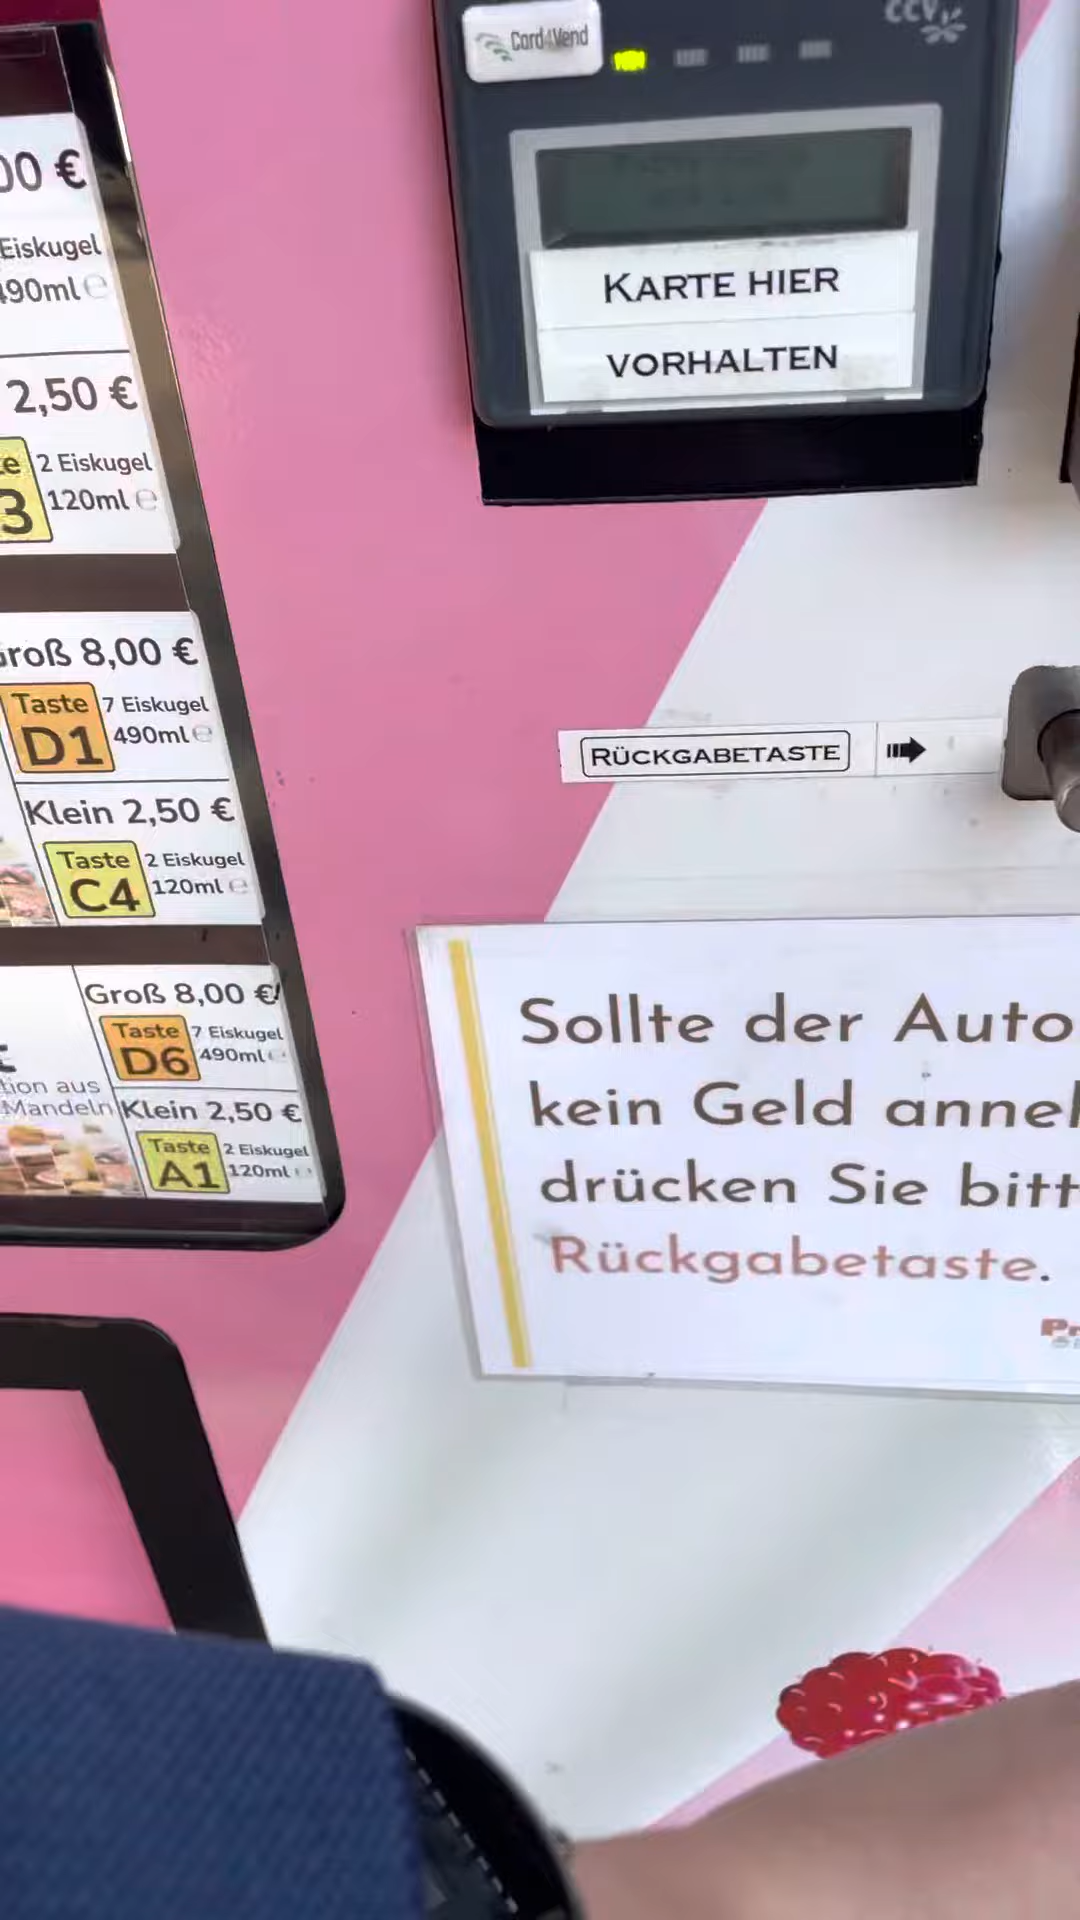 Card4Vend
CCV
KARTE HIER
VORHALTEN
00 €
Eiskugel
490ml ℮
2,50 €
2 Eiskugel
3
120ml ℮
Groß 8,00 €
Taste 7 Eiskugel
D1 490ml ℮
Klein 2,50 €
Taste 2 Eiskugel
C4 120ml ℮
Groß 8,00 €
Taste 7 Eiskugel
D6 490ml ℮
tion aus
Mandeln
Klein 2,50 €
Taste 2 Eiskugel
A1 120ml
RÜCKGABETASTE
Sollte der Auto
kein Geld anneh
drücken Sie bitt
Rückgabetaste.